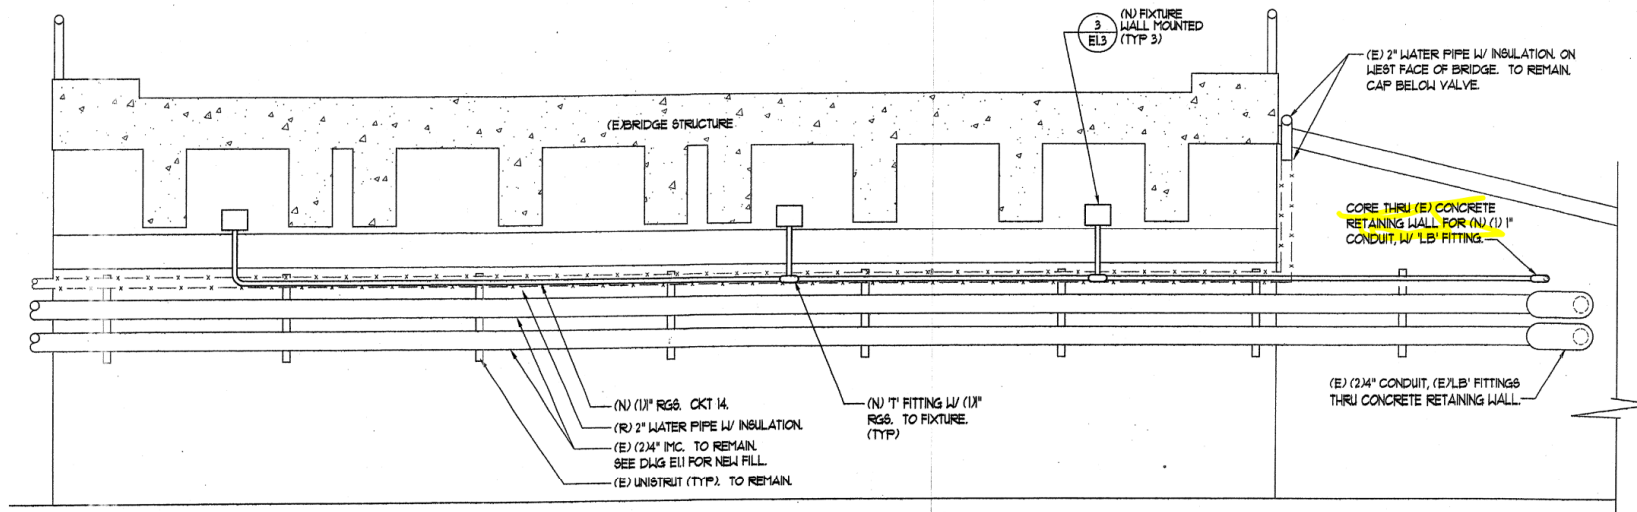 (N) FIXTURE
WALL MOUNTED
(TYP 3)
3
E1.3
(E) 2" WATER PIPE W/ INSULATION. ON
WEST FACE OF BRIDGE. TO REMAIN.
CAP BELOW VALVE.
(E)BRIDGE STRUCTURE
CORE THRU (E) CONCRETE
RETAINING WALL FOR (N) (1) 1"
CONDUIT, W/ 'LB' FITTING.
(N) (1)1" RGS. CKT 14.
(R) 2" WATER PIPE W/ INSULATION.
(E) (2)4" IMC. TO REMAIN.
SEE DWG E1.1 FOR NEW FILL.
(E) UNISTRUT (TYP). TO REMAIN.
(N) 'T' FITTING W/ (1)1"
RGS. TO FIXTURE.
(TYP)
(E) (2)4" CONDUIT, (E)'LB' FITTINGS
THRU CONCRETE RETAINING WALL.